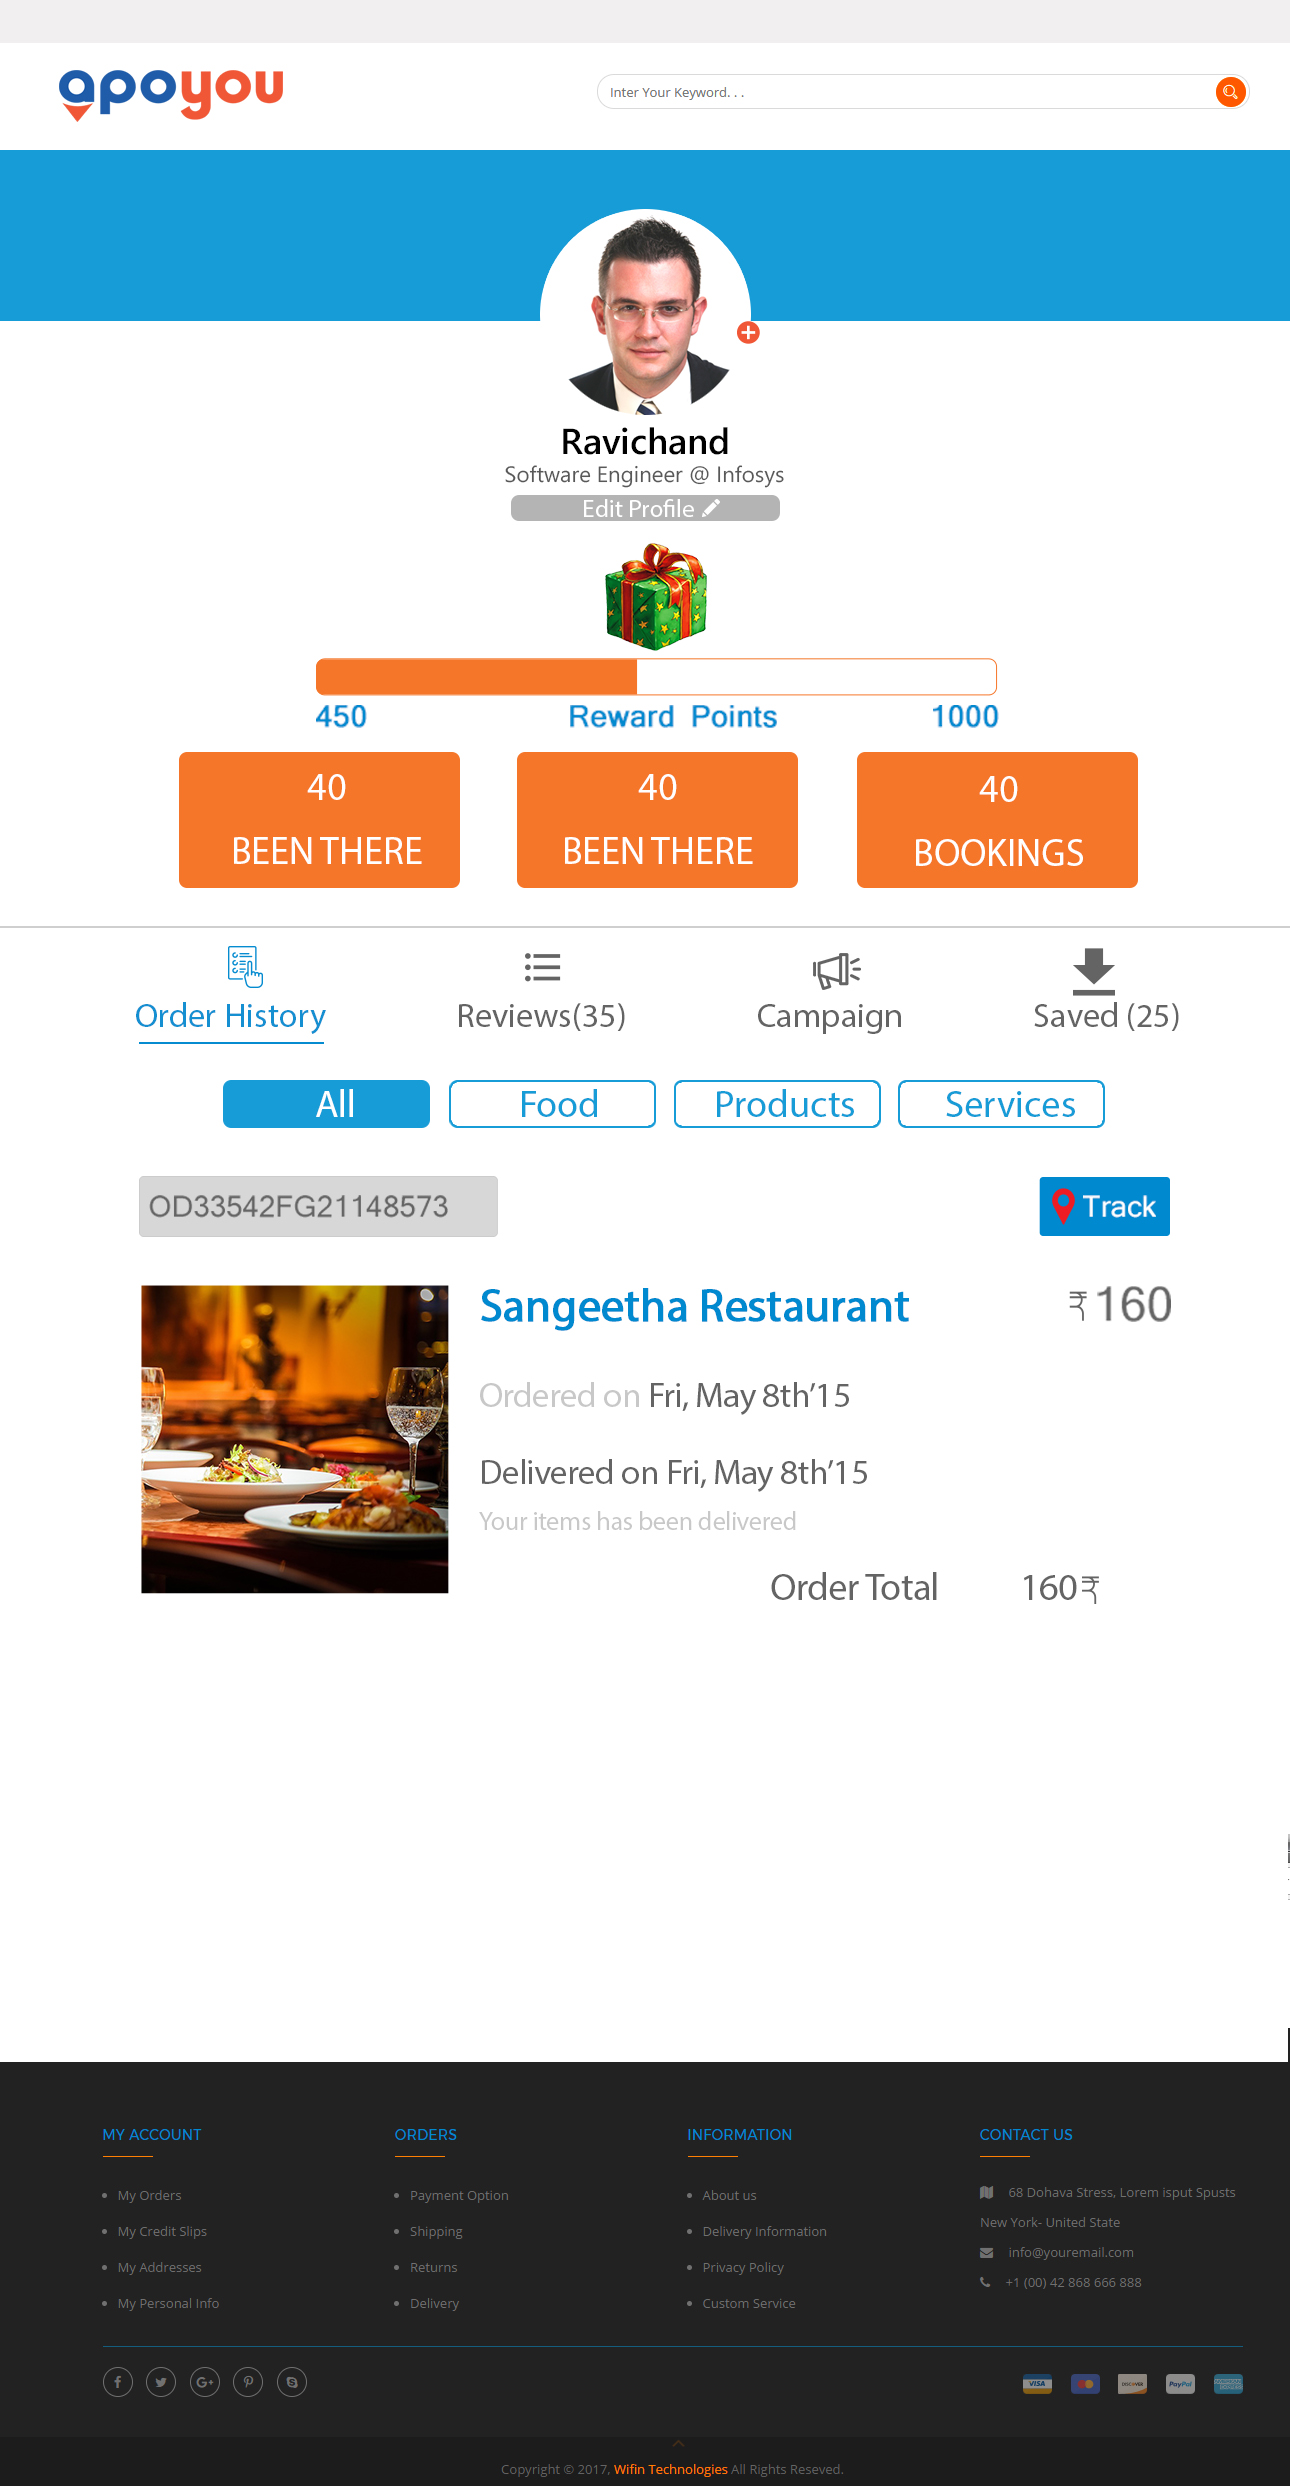 apoyou
Enter Your Keyword. . .
Ravichand
Software Engineer @ Infosys
Edit Profile
450 Reward Points 1000
40 40 40
BEEN THERE BEEN THERE BOOKINGS
Order History Reviews(35) Campaign Saved (25)
All Food Products Services
OD33542FG21148573 Track
Sangeetha Restaurant ₹ 160
Ordered on Fri, May 8th’15
Delivered on Fri, May 8th’15
Your items has been delivered
Order Total 160 ₹
MY ACCOUNT ORDERS INFORMATION CONTACT US
My Orders Payment Option About us 68 Dohava Stress, Lorem isput Spusts
My Credit Slips Shipping Delivery Information New York- United State
My Addresses Returns Privacy Policy info@youremail.com
My Personal Info Delivery Custom Service +1 (00) 42 868 666 888
VISA DISCOVER PayPal
Copyright © 2017, Wifin Technologies All Rights Reseved.